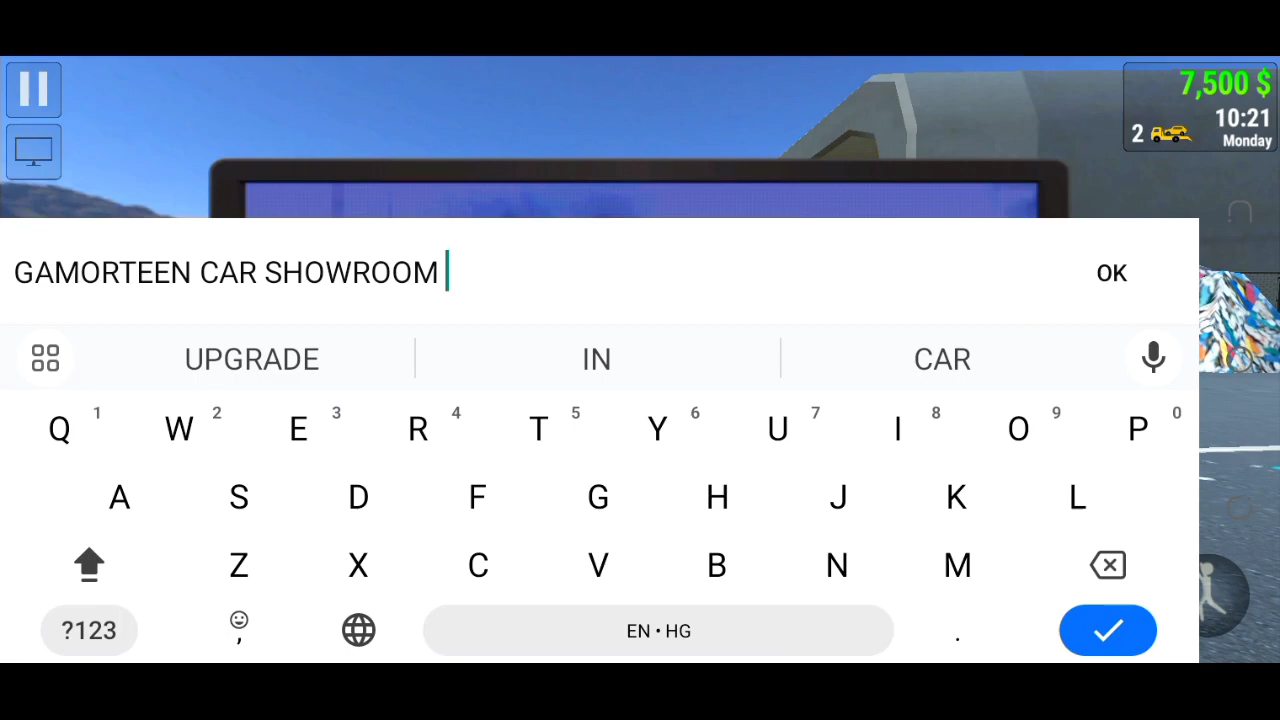 7,500 $
10:21
2
Monday
GAMORTEEN CAR SHOWROOM
OK
UPGRADE IN CAR
Q 1 W 2 E 3 R 4 T 5 Y 6 U 7 I 8 O 9 P 0
A S D F G H J K L
Z X C V B N M
?123 , EN • HG .